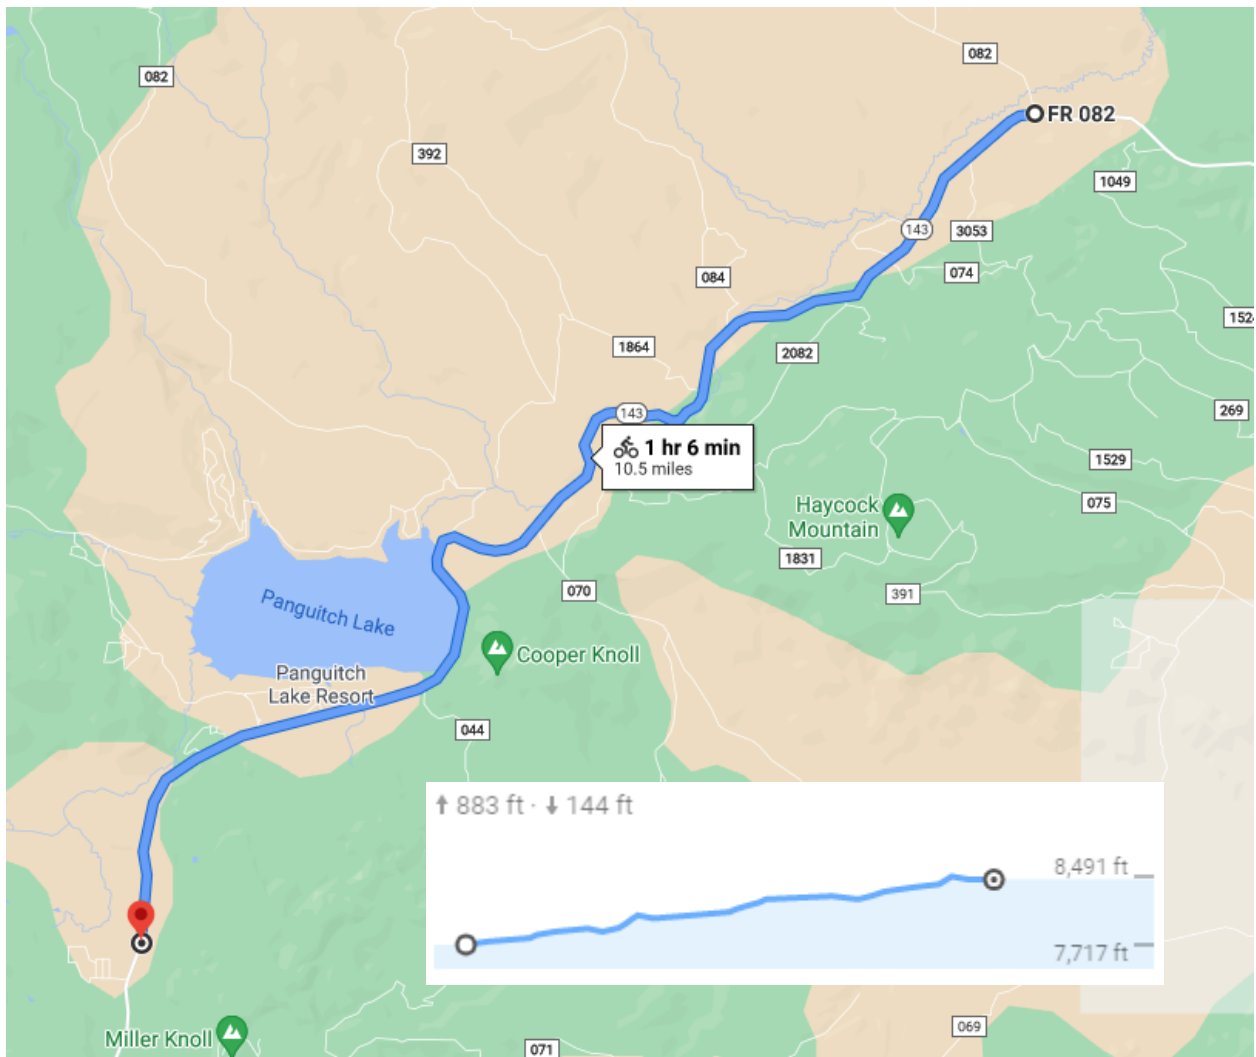 082
082
FR 082
392
1049
143
3053
074
084
1524
1864
2082
143
269
1 hr 6 min
10.5 miles
1529
075
Haycock
Mountain
1831
391
070
Panguitch Lake
Cooper Knoll
Panguitch
Lake Resort
044
883 ft · 144 ft
8,491 ft
7,717 ft
069
Miller Knoll
071